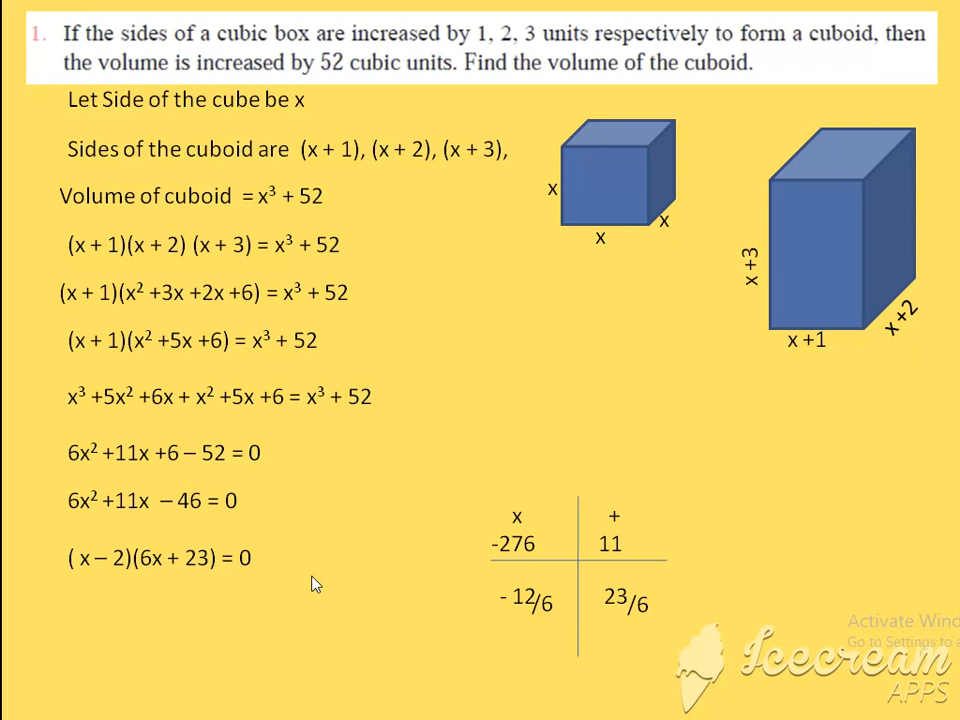 1. If the sides of a cubic box are increased by 1, 2, 3 units respectively to form a cuboid, then
the volume is increased by 52 cubic units. Find the volume of the cuboid.
Let Side of the cube be x
Sides of the cuboid are (x + 1), (x + 2), (x + 3),
Volume of cuboid = x³ + 52
(x + 1)(x + 2) (x + 3) = x³ + 52
(x + 1)(x² +3x +2x +6) = x³ + 52
(x + 1)(x² +5x +6) = x³ + 52
x³ +5x² +6x + x² +5x +6 = x³ + 52
6x² +11x +6 – 52 = 0
6x² +11x – 46 = 0
( x – 2)(6x + 23) = 0
x
x
x
x +3
x +2
x +1
x +
-276 11
- 12/6 23/6
Activate Wind
Go to Settings to a
Icecream
APPS